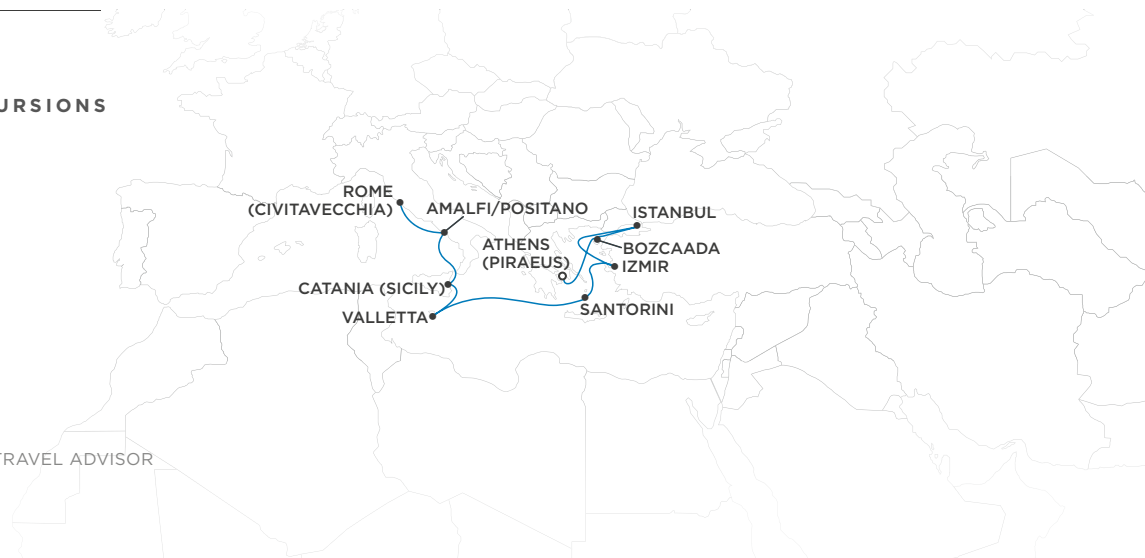 URSIONS
ROME
(CIVITAVECCHIA)
AMALFI/POSITANO
ISTANBUL
ATHENS
(PIRAEUS)
BOZCAADA
IZMIR
CATANIA (SICILY)
SANTORINI
VALLETTA
TRAVEL ADVISOR